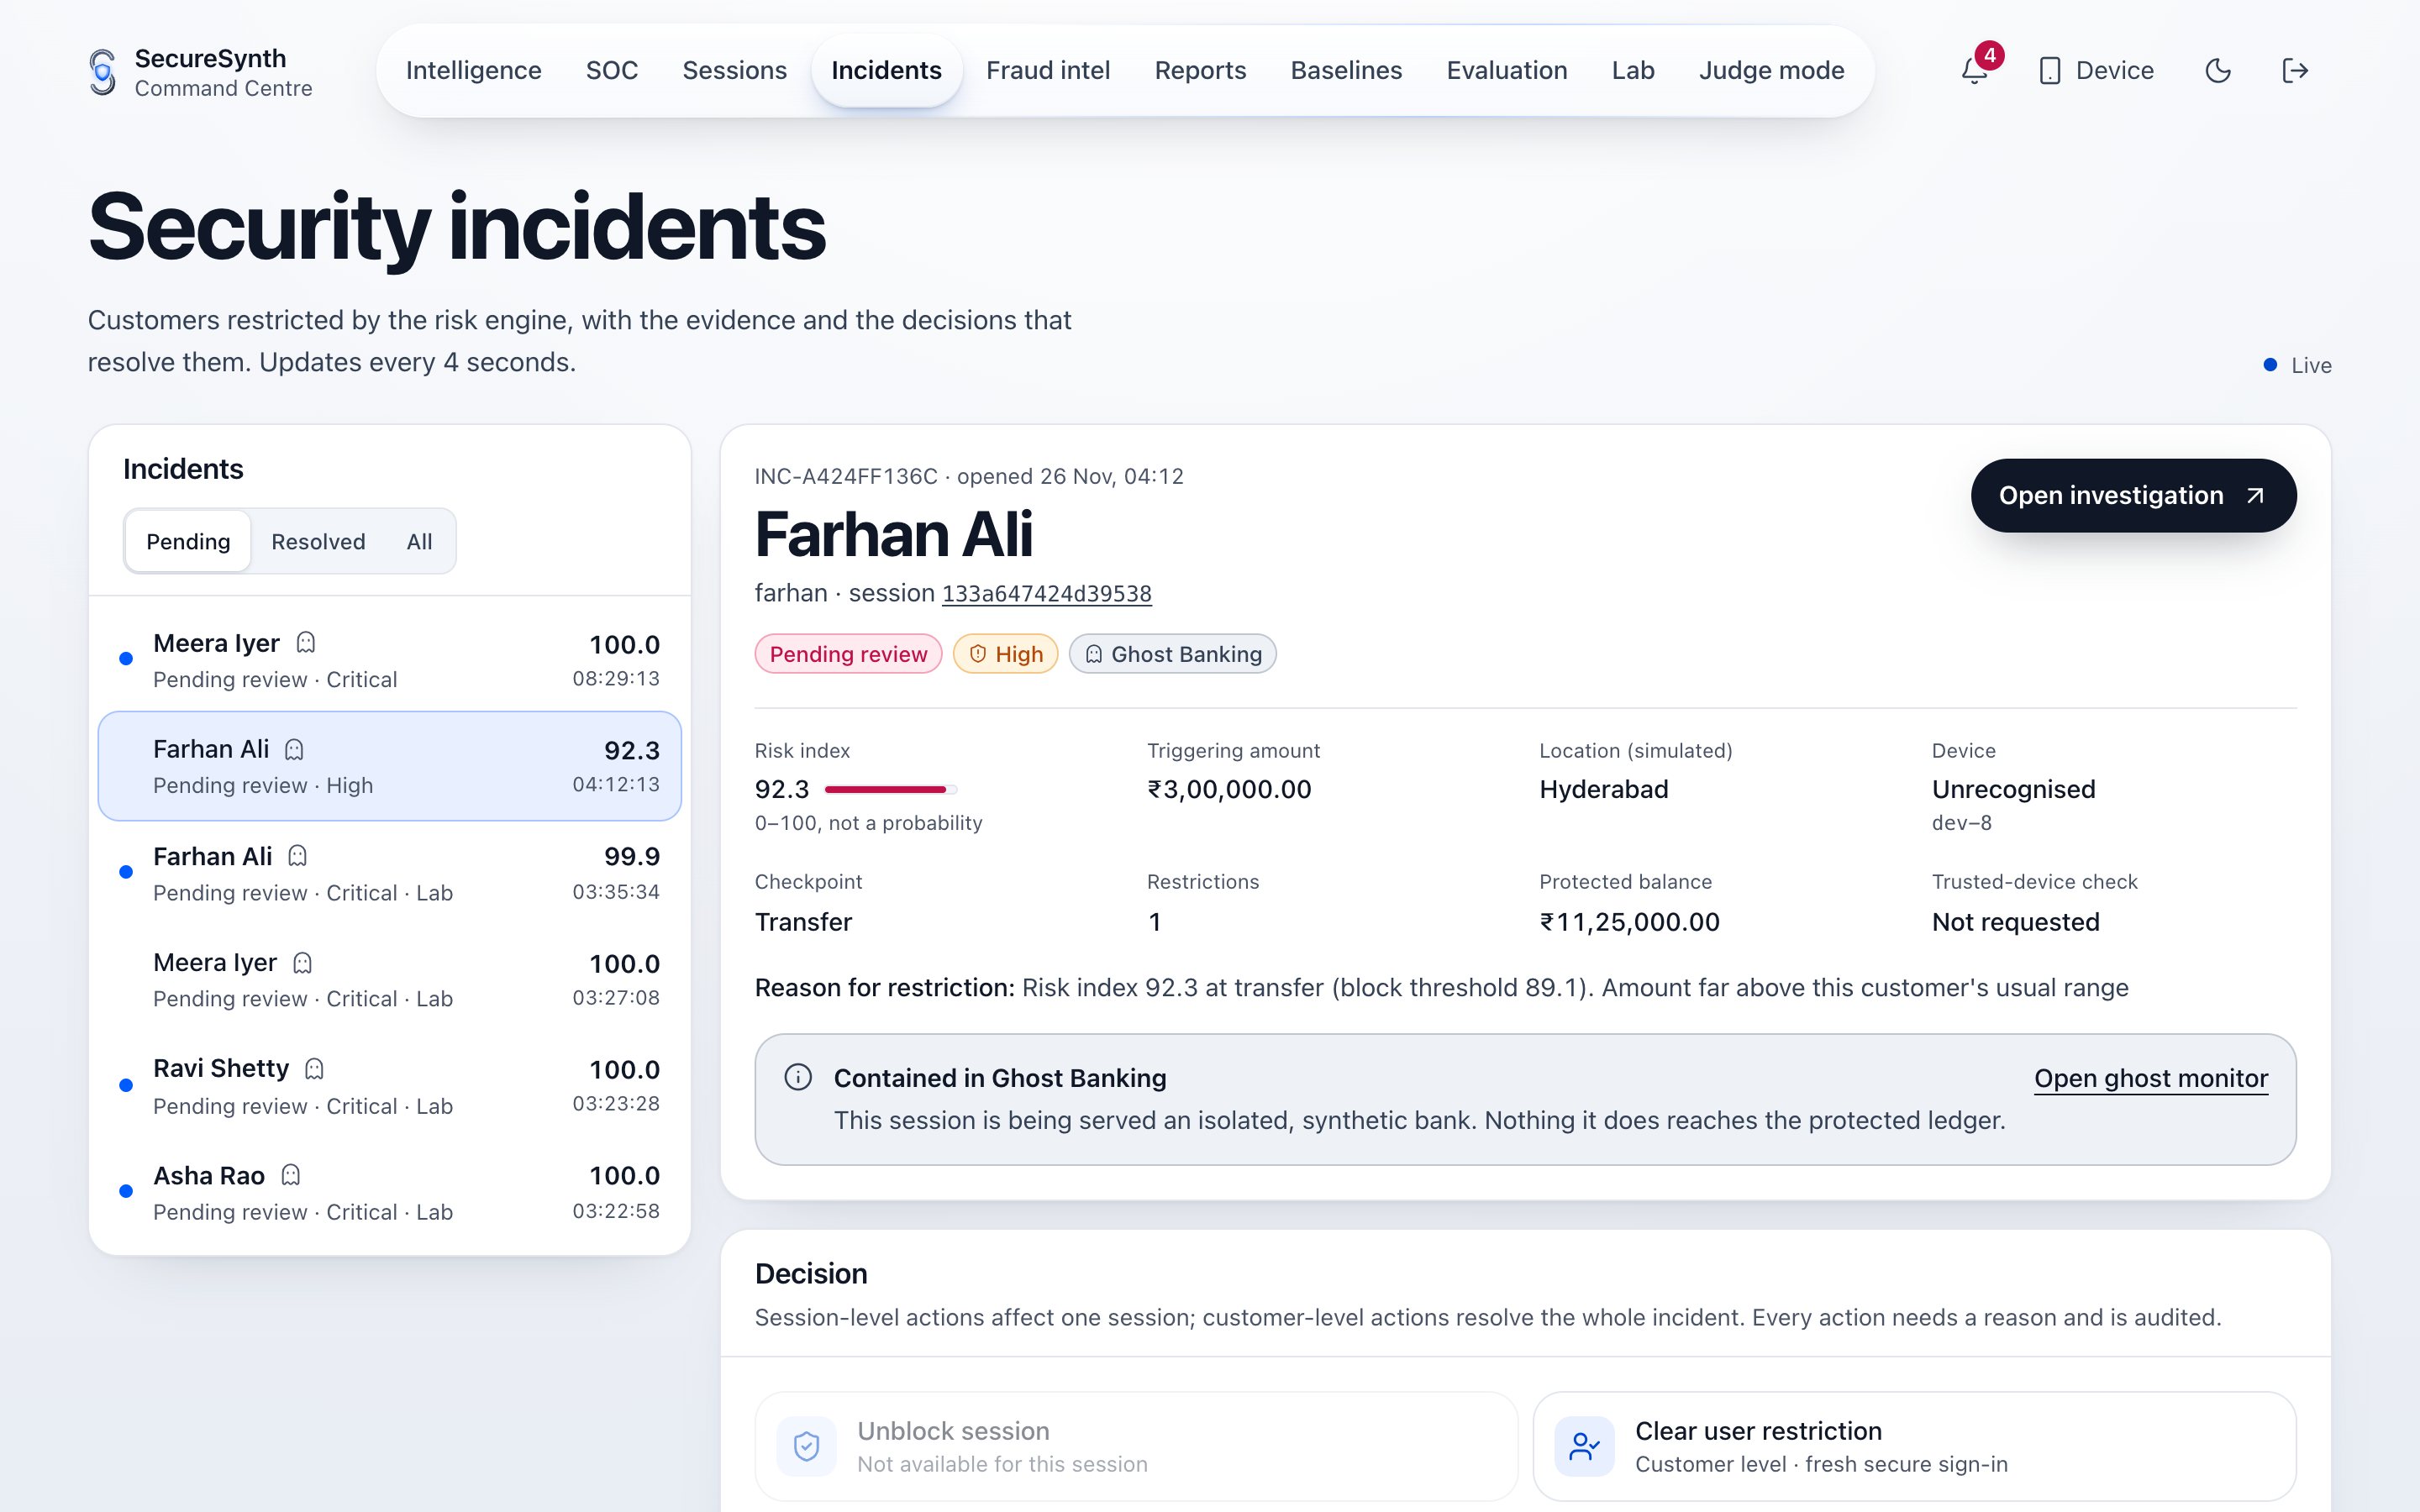 SecureSynth
Command Centre
Intelligence
SOC
Sessions
Incidents
Fraud intel
Reports
Baselines
Evaluation
Lab
Judge mode
4
Device
Security incidents
Customers restricted by the risk engine, with the evidence and the decisions that
resolve them. Updates every 4 seconds.
Live
Incidents
Pending
Resolved
All
Meera Iyer 100.0
Pending review · Critical 08:29:13
Farhan Ali 92.3
Pending review · High 04:12:13
Farhan Ali 99.9
Pending review · Critical · Lab 03:35:34
Meera Iyer 100.0
Pending review · Critical · Lab 03:27:08
Ravi Shetty 100.0
Pending review · Critical · Lab 03:23:28
Asha Rao 100.0
Pending review · Critical · Lab 03:22:58
INC-A424FF136C · opened 26 Nov, 04:12
Open investigation
Farhan Ali
farhan · session 133a647424d39538
Pending review
High
Ghost Banking
Risk index
92.3
0–100, not a probability
Triggering amount
₹3,00,000.00
Location (simulated)
Hyderabad
Device
Unrecognised
dev–8
Checkpoint
Transfer
Restrictions
1
Protected balance
₹11,25,000.00
Trusted-device check
Not requested
Reason for restriction: Risk index 92.3 at transfer (block threshold 89.1). Amount far above this customer's usual range
Contained in Ghost Banking
Open ghost monitor
This session is being served an isolated, synthetic bank. Nothing it does reaches the protected ledger.
Decision
Session-level actions affect one session; customer-level actions resolve the whole incident. Every action needs a reason and is audited.
Unblock session
Not available for this session
Clear user restriction
Customer level · fresh secure sign-in